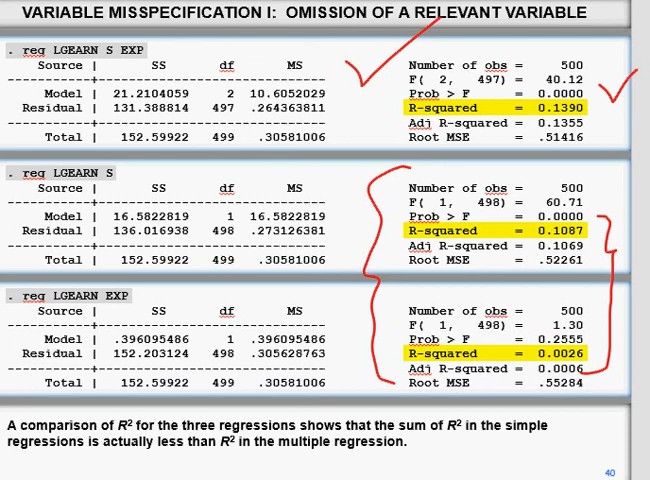 VARIABLE MISSPECIFICATION I: OMISSION OF A RELEVANT VARIABLE
. reg LGEARN S EXP
Source | SS df MS Number of obs = 500
---------+------------------------------ F( 2, 497) = 40.12
Model | 21.2104059 2 10.6052029 Prob > F = 0.0000
Residual | 131.388814 497 .264363811 R-squared = 0.1390
---------+------------------------------ Adj R-squared = 0.1355
Total | 152.59922 499 .30581006 Root MSE = .51416
. reg LGEARN S
Source | SS df MS Number of obs = 500
---------+------------------------------ F( 1, 498) = 60.71
Model | 16.5822819 1 16.5822819 Prob > F = 0.0000
Residual | 136.016938 498 .273126381 R-squared = 0.1087
---------+------------------------------ Adj R-squared = 0.1069
Total | 152.59922 499 .30581006 Root MSE = .52261
. reg LGEARN EXP
Source | SS df MS Number of obs = 500
---------+------------------------------ F( 1, 498) = 1.30
Model | .396095486 1 .396095486 Prob > F = 0.2555
Residual | 152.203124 498 .305628763 R-squared = 0.0026
---------+------------------------------ Adj R-squared = 0.0006
Total | 152.59922 499 .30581006 Root MSE = .55284
A comparison of R² for the three regressions shows that the sum of R² in the simple
regressions is actually less than R² in the multiple regression.
40